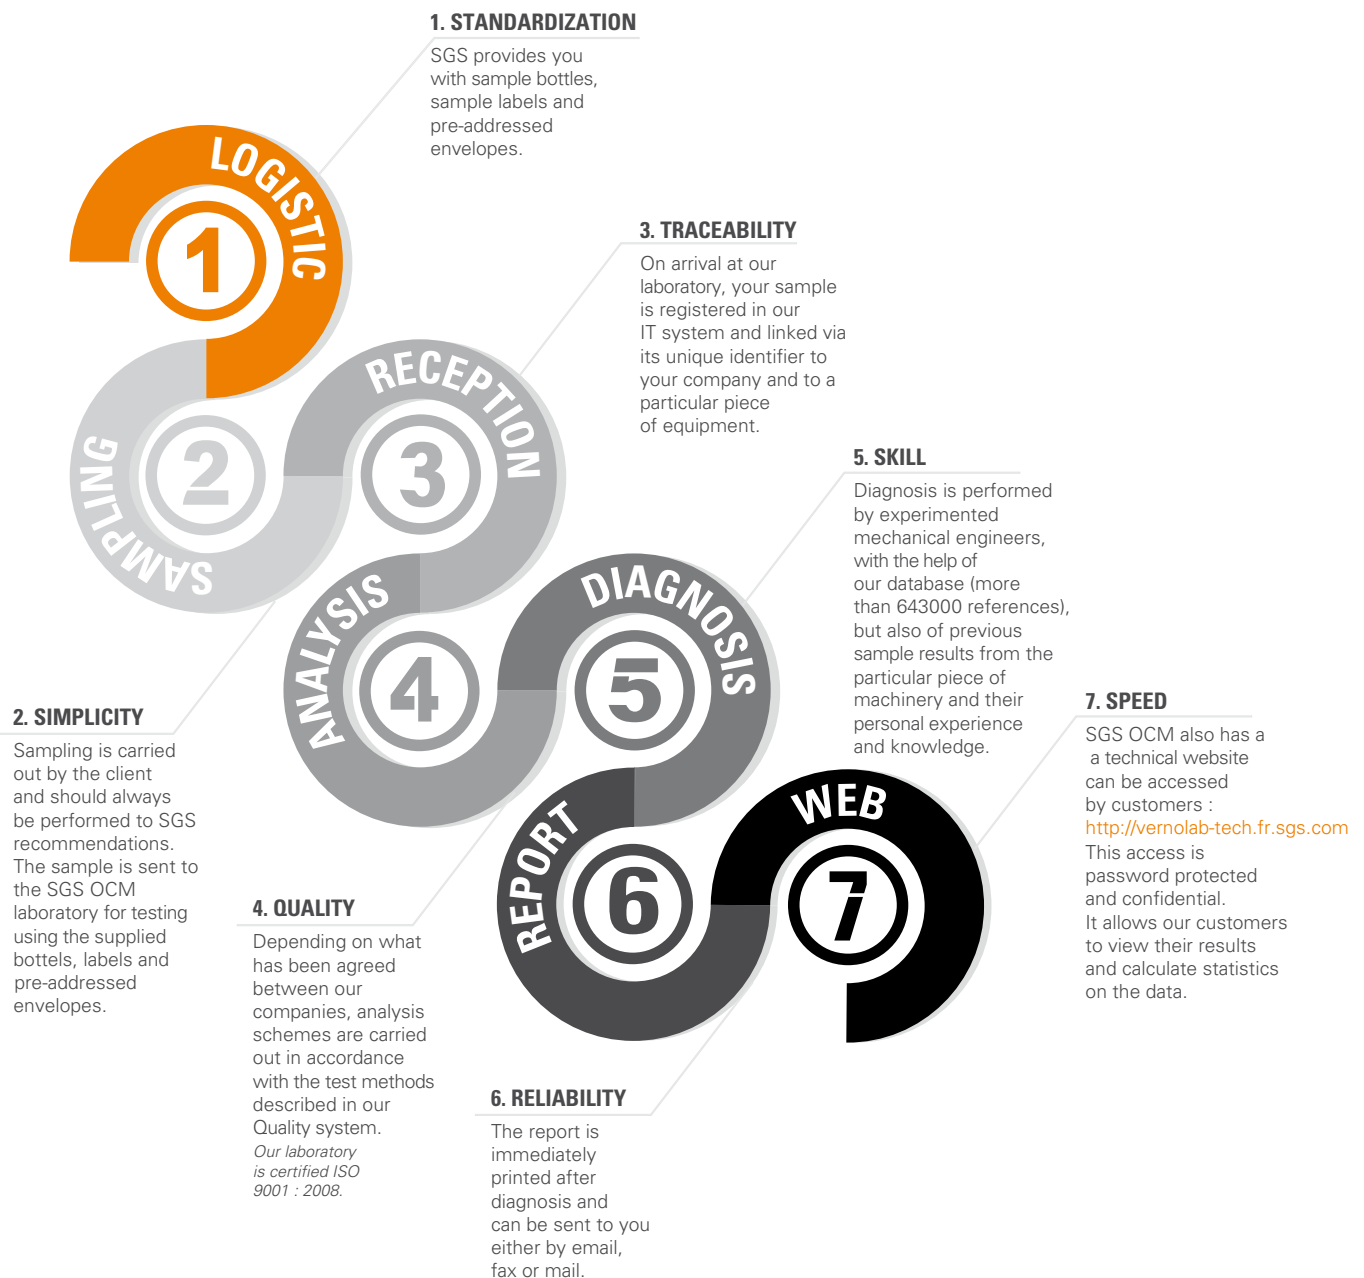 1. STANDARDIZATION
SGS provides you
with sample bottles,
sample labels and
pre-addressed
envelopes.
LOGISTIC
1
3. TRACEABILITY
On arrival at our
laboratory, your sample
is registered in our
IT system and linked via
its unique identifier to
your company and to a
particular piece
of equipment.
RECEPTION
3
SAMPLING
2
5. SKILL
Diagnosis is performed
by experimented
mechanical engineers,
with the help of
our database (more
than 643000 references),
but also of previous
sample results from the
particular piece of
machinery and their
personal experience
and knowledge.
DIAGNOSIS
5
ANALYSIS
4
2. SIMPLICITY
Sampling is carried
out by the client
and should always
be performed to SGS
recommendations.
The sample is sent to
the SGS OCM
laboratory for testing
using the supplied
bottels, labels and
pre-addressed
envelopes.
7. SPEED
SGS OCM also has a
a technical website
can be accessed
by customers :
http://vernolab-tech.fr.sgs.com
This access is
password protected
and confidential.
It allows our customers
to view their results
and calculate statistics
on the data.
WEB
7
REPORT
6
4. QUALITY
Depending on what
has been agreed
between our
companies, analysis
schemes are carried
out in accordance
with the test methods
described in our
Quality system.
Our laboratory
is certified ISO
9001 : 2008.
6. RELIABILITY
The report is
immediately
printed after
diagnosis and
can be sent to you
either by email,
fax or mail.